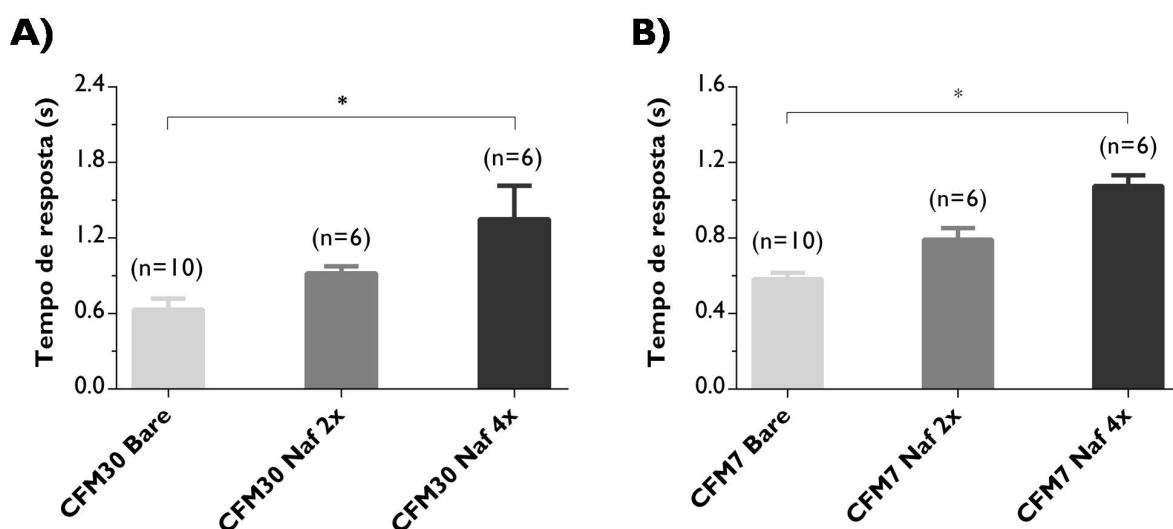 A)
Tempo de resposta (s)
2.4
1.8
1.2
0.6
0.0
*
(n=10)
(n=6)
(n=6)
CFM30 Bare
CFM30 Naf 2x
CFM30 Naf 4x
B)
Tempo de resposta (s)
1.6
1.2
0.8
0.4
0.0
*
(n=10)
(n=6)
(n=6)
CFM7 Bare
CFM7 Naf 2x
CFM7 Naf 4x